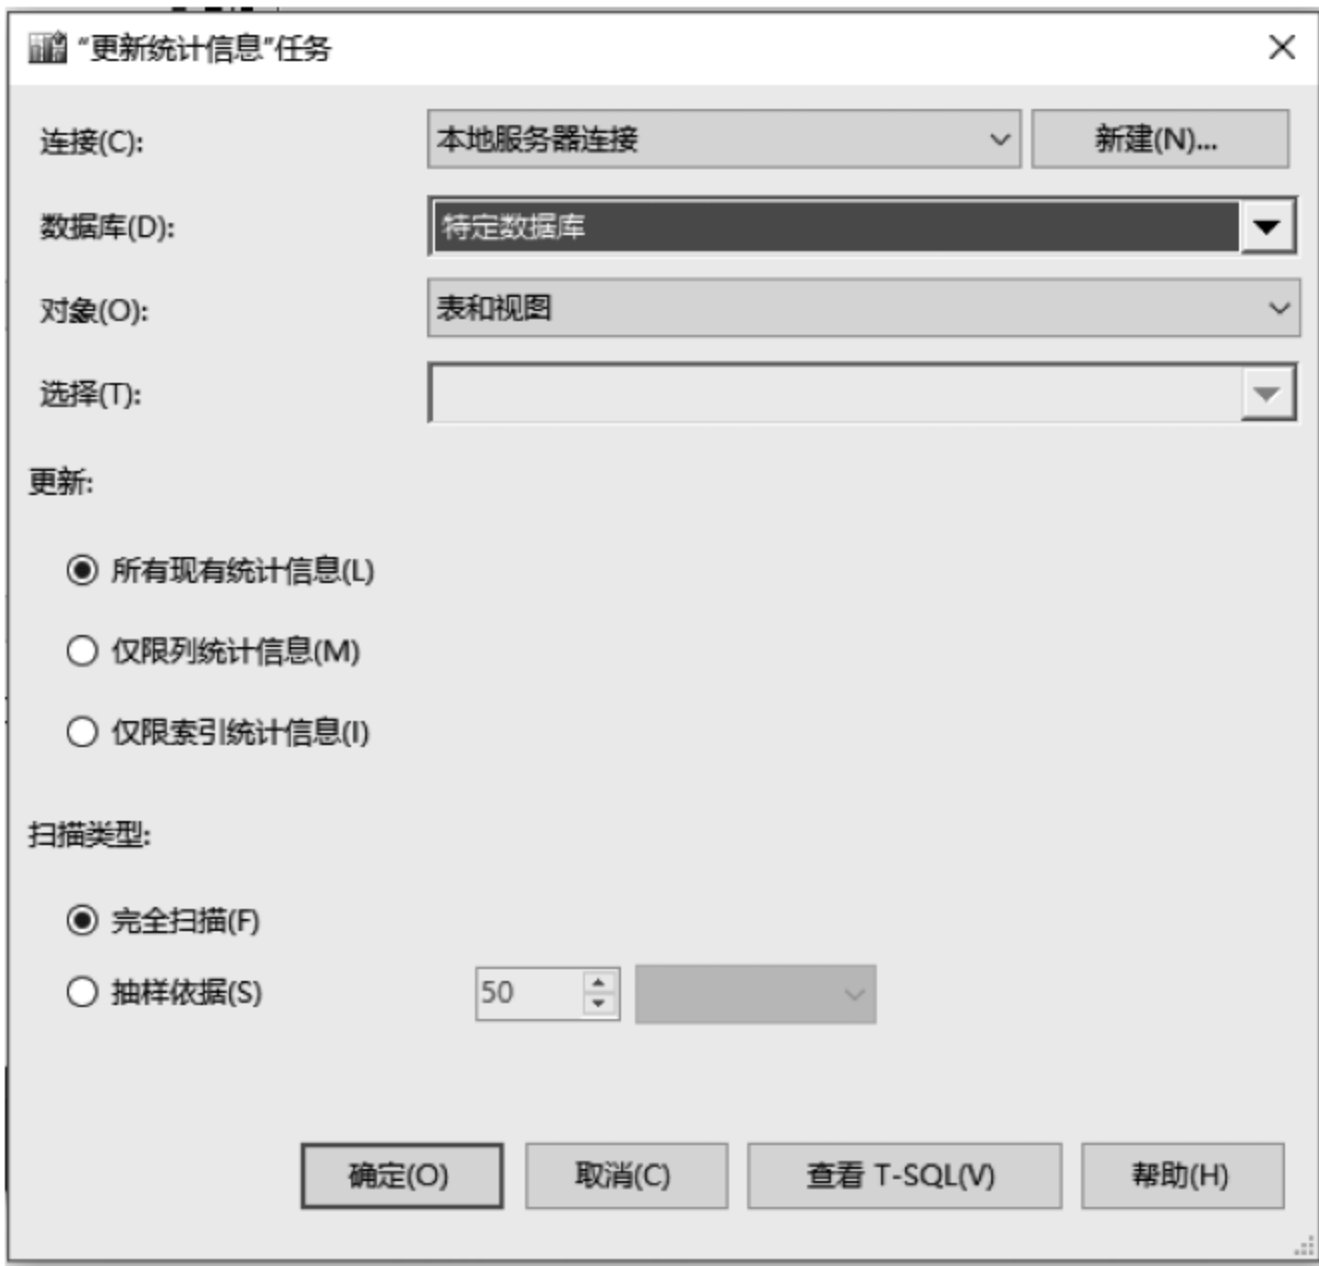 “更新统计信息”任务
连接(C): 本地服务器连接 新建(N)...
数据库(D): 特定数据库
对象(O): 表和视图
选择(T):
更新:
所有现有统计信息(L)
仅限列统计信息(M)
仅限索引统计信息(I)
扫描类型:
完全扫描(F)
抽样依据(S) 50
确定(O) 取消(C) 查看 T-SQL(V) 帮助(H)